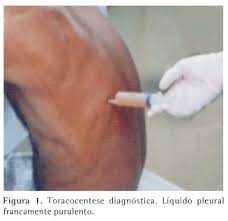 Figura 1. Toracocentese diagnóstica. Líquido pleural
francamente purulento.